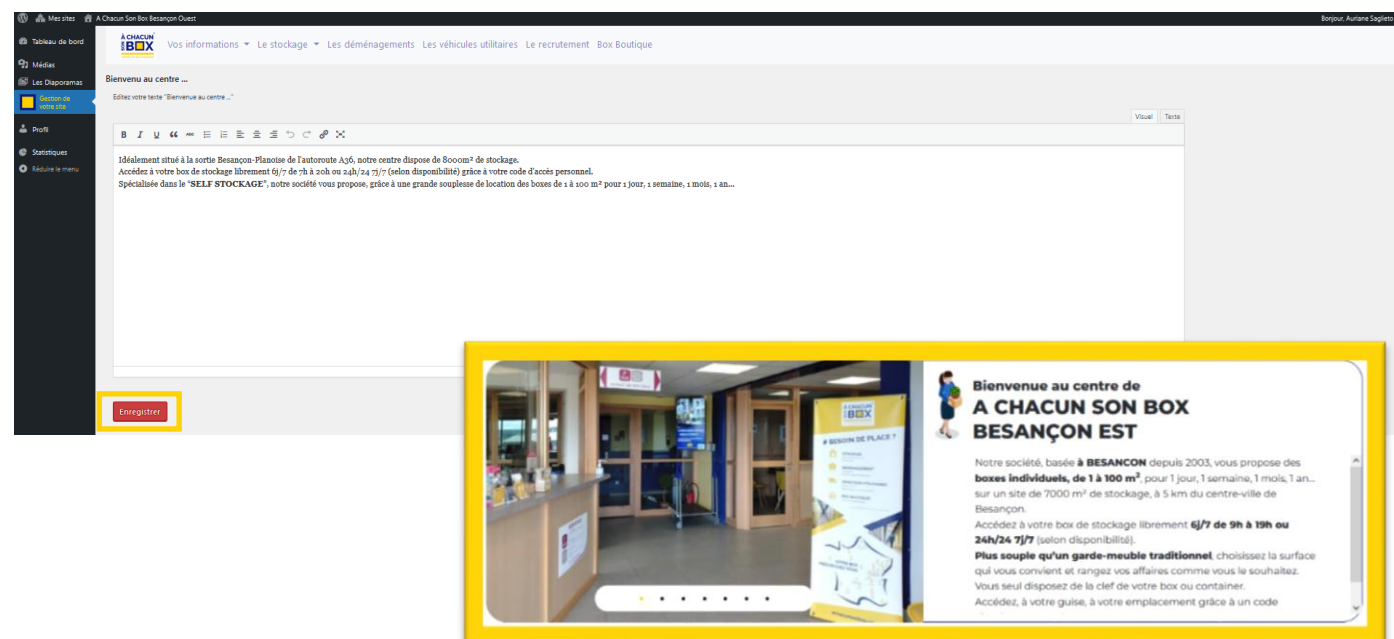 Mes sites A Chacun Son Box Besançon Ouest
Bonjour, Auriane Saglieto
Tableau de bord
Médias
Les Diaporamas
Gestion de
votre site
Profil
Statistiques
Réduire le menu
À CHACUN
SON BOX
Vos informations Le stockage Les déménagements Les véhicules utilitaires Le recrutement Box Boutique
Bienvenu au centre ...
Editez votre texte "Bienvenue au centre ..."
Visuel Texte
B I U ABC
Idéalement situé à la sortie Besançon-Planoise de l'autoroute A36, notre centre dispose de 8000m² de stockage.
Accédez à votre box de stockage librement 6j/7 de 7h à 20h ou 24h/24 7j/7 (selon disponibilité) grâce à votre code d'accès personnel.
Spécialisée dans le "SELF STOCKAGE", notre société vous propose, grâce à une grande souplesse de location des boxes de 1 à 100 m² pour 1 jour, 1 semaine, 1 mois, 1 an...
Enregistrer
BOX
# BESOIN DE PLACE ?
Bienvenue au centre de
A CHACUN SON BOX
BESANÇON EST
Notre société, basée à BESANCON depuis 2003, vous propose des
boxes individuels, de 1 à 100 m², pour 1 jour, 1 semaine, 1 mois, 1 an...
sur un site de 7000 m² de stockage, à 5 km du centre-ville de
Besançon.
Accédez à votre box de stockage librement 6j/7 de 9h à 19h ou
24h/24 7j/7 (selon disponibilité).
Plus souple qu'un garde-meuble traditionnel, choisissez la surface
qui vous convient et rangez vos affaires comme vous le souhaitez.
Vous seul disposez de la clef de votre box ou container.
Accédez, à votre guise, à votre emplacement grâce à un code